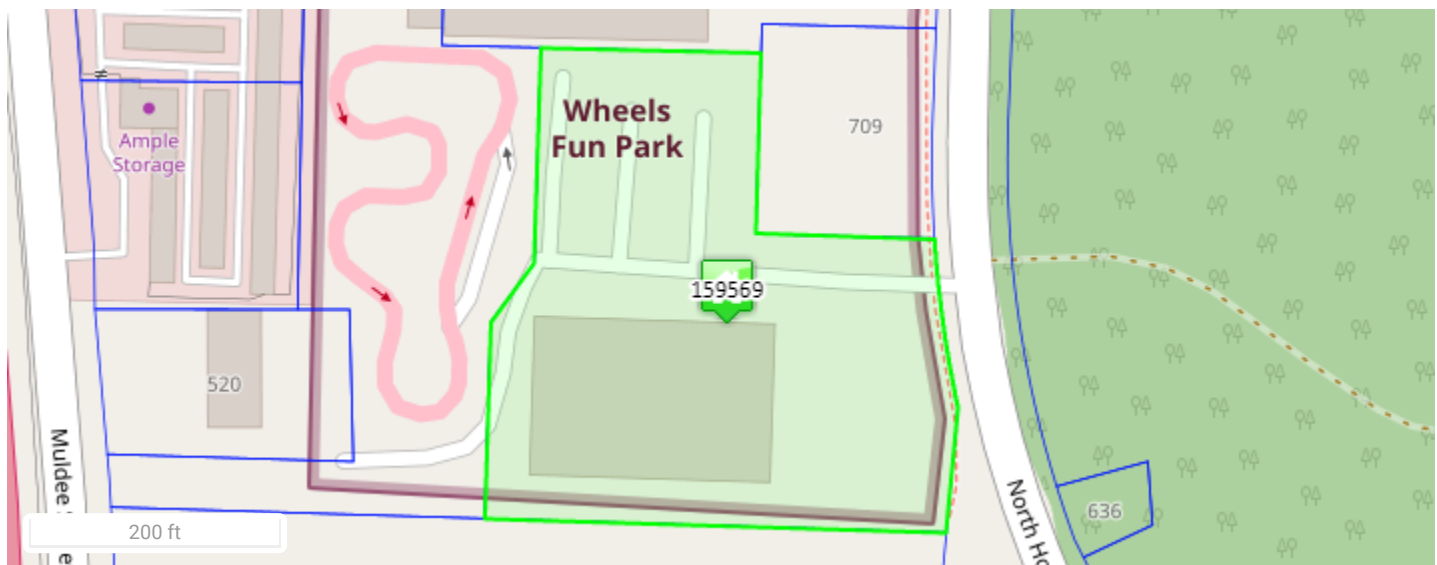 Wheels
Fun Park
709
Ample
Storage
159569
520
Muldee
North Ho
636
200 ft